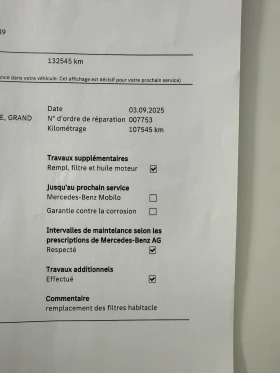 132545 km
ance dans votre véhicule. Cet affichage est décisif pour votre prochain service)
Date 03.09.2025
E, GRAND N° d'ordre de réparation 007753
Kilométrage 107545 km
Travaux supplémentaires
Rempl. filtre et huile moteur ☑
Jusqu'au prochain service
Mercedes-Benz Mobilo ☐
Garantie contre la corrosion ☐
Intervalles de maintelance selon les
prescriptions de Mercedes-Benz AG
Respecté ☑
Travaux additionnels
Effectué ☑
Commentaire
remplacement des filtres habitacle